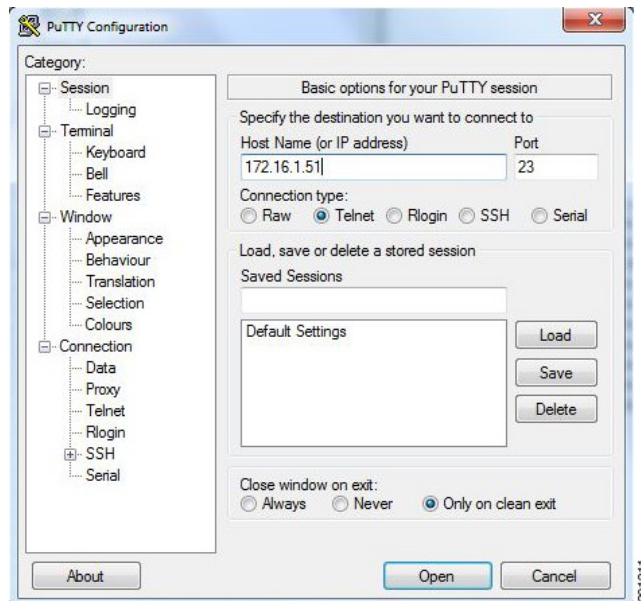 PuTTY Configuration
Category:
Session
Logging
Terminal
Keyboard
Bell
Features
Window
Appearance
Behaviour
Translation
Selection
Colours
Connection
Data
Proxy
Telnet
Rlogin
SSH
Serial
Basic options for your PuTTY session
Specify the destination you want to connect to
Host Name (or IP address) Port
172.16.1.51 23
Connection type:
Raw Telnet Rlogin SSH Serial
Load, save or delete a stored session
Saved Sessions
Default Settings
Load
Save
Delete
Close window on exit:
Always Never Only on clean exit
About Open Cancel